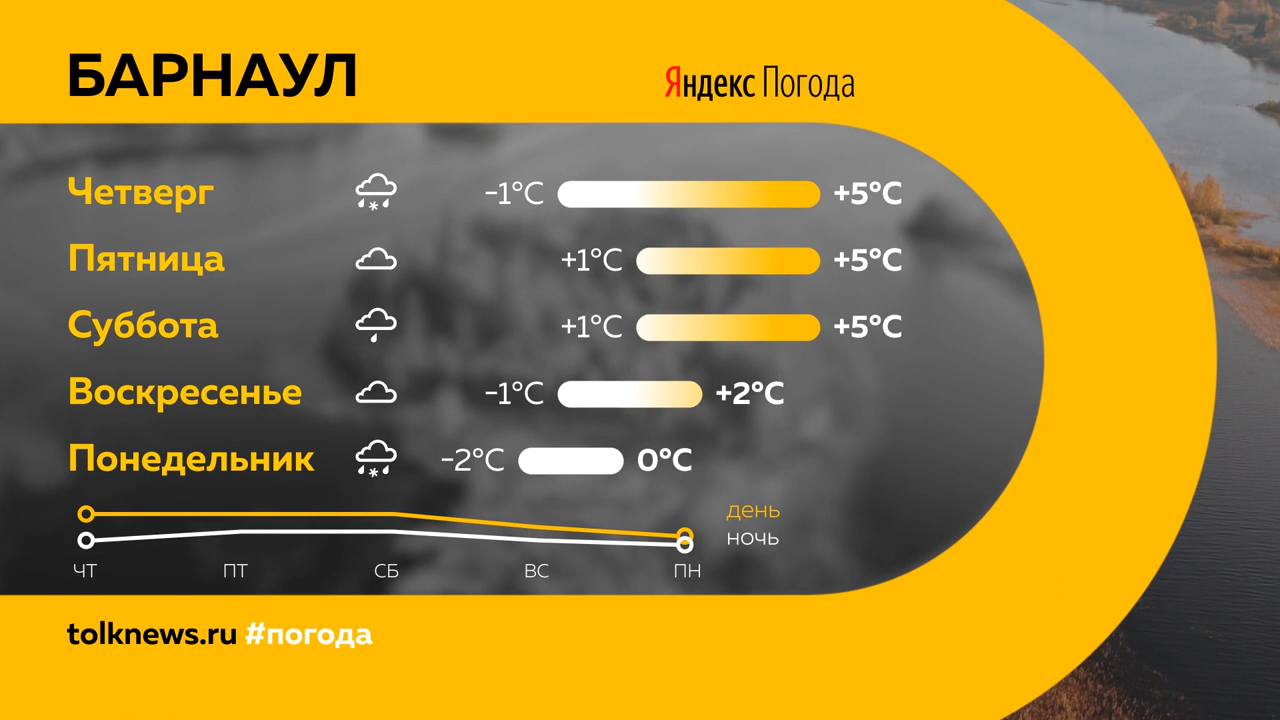 БАРНАУЛ
Яндекс Погода
Четверг -1°C +5°C
Пятница +1°C +5°C
Суббота +1°C +5°C
Воскресенье -1°C +2°C
Понедельник -2°C 0°C
день
ночь
ЧТ ПТ СБ ВС ПН
tolknews.ru #погода